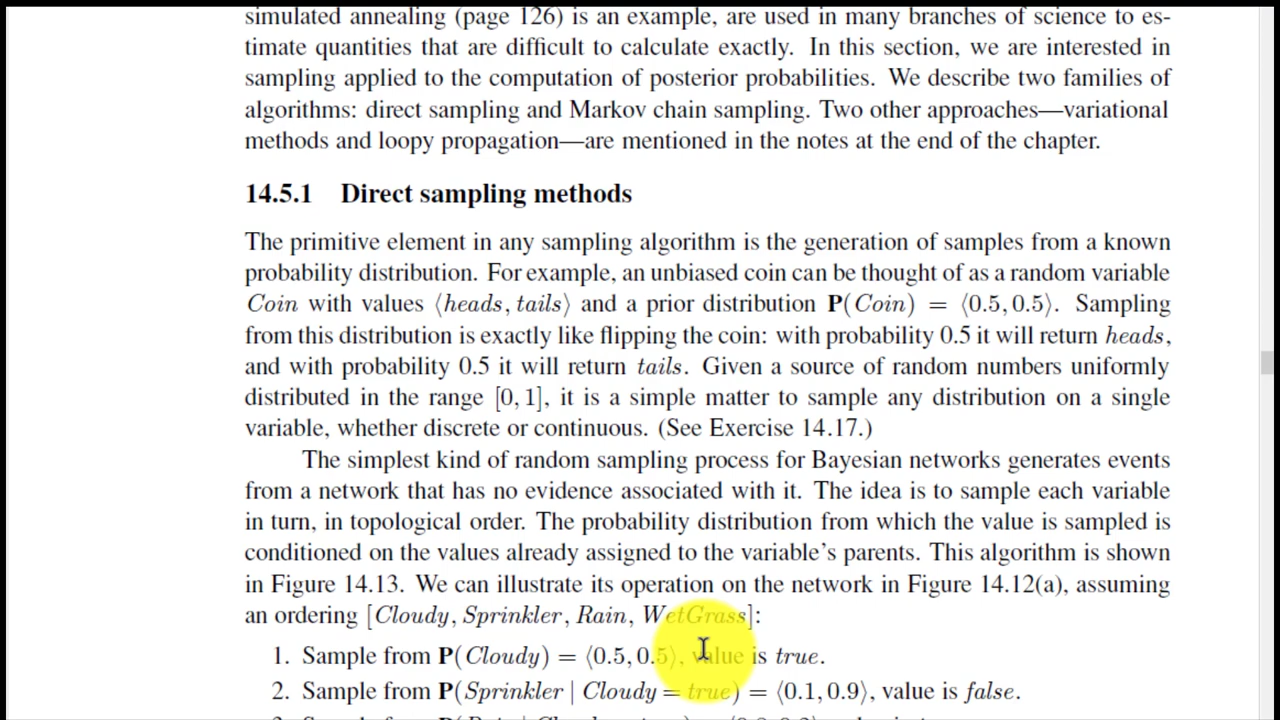 simulated annealing (page 126) is an example, are used in many branches of science to es-
timate quantities that are difficult to calculate exactly. In this section, we are interested in
sampling applied to the computation of posterior probabilities. We describe two families of
algorithms: direct sampling and Markov chain sampling. Two other approaches—variational
methods and loopy propagation—are mentioned in the notes at the end of the chapter.
14.5.1 Direct sampling methods
The primitive element in any sampling algorithm is the generation of samples from a known
probability distribution. For example, an unbiased coin can be thought of as a random variable
Coin with values ⟨heads, tails⟩ and a prior distribution P(Coin) = ⟨0.5, 0.5⟩. Sampling
from this distribution is exactly like flipping the coin: with probability 0.5 it will return heads,
and with probability 0.5 it will return tails. Given a source of random numbers uniformly
distributed in the range [0, 1], it is a simple matter to sample any distribution on a single
variable, whether discrete or continuous. (See Exercise 14.17.)
The simplest kind of random sampling process for Bayesian networks generates events
from a network that has no evidence associated with it. The idea is to sample each variable
in turn, in topological order. The probability distribution from which the value is sampled is
conditioned on the values already assigned to the variable's parents. This algorithm is shown
in Figure 14.13. We can illustrate its operation on the network in Figure 14.12(a), assuming
an ordering [Cloudy, Sprinkler, Rain, WetGrass]:
1. Sample from P(Cloudy) = ⟨0.5, 0.5⟩, value is true.
2. Sample from P(Sprinkler | Cloudy = true) = ⟨0.1, 0.9⟩, value is false.